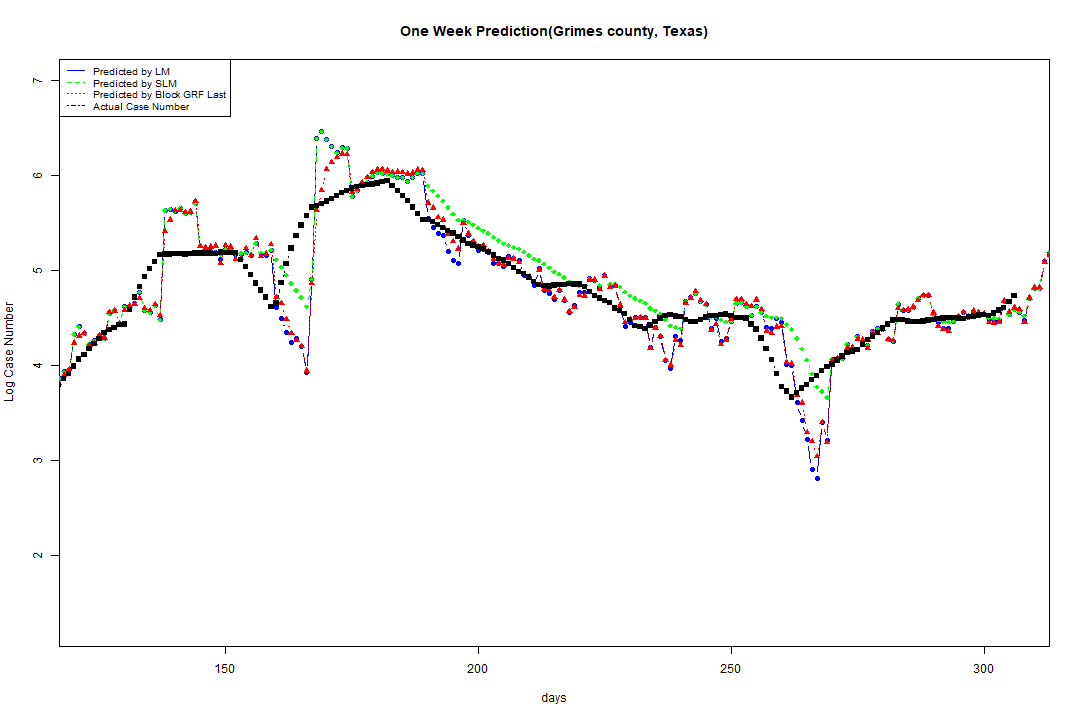 One Week Prediction(Grimes county, Texas)
Predicted by LM
Predicted by SLM
Predicted by Block GRF Last
Actual Case Number
7
6
5
4
3
2
Log Case Number
150 200 250 300
days